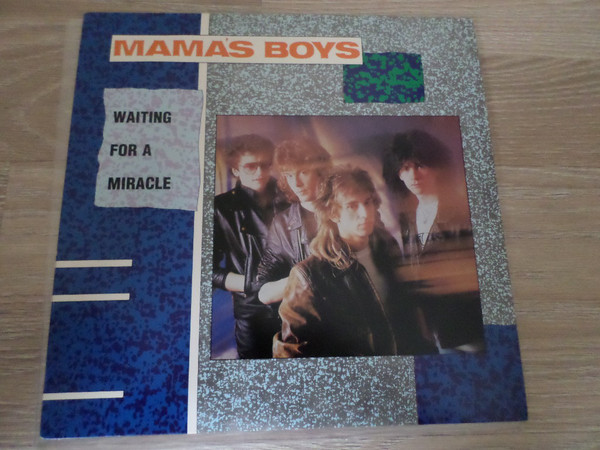 MAMA'S BOYS
WAITING
FOR A
MIRACLE